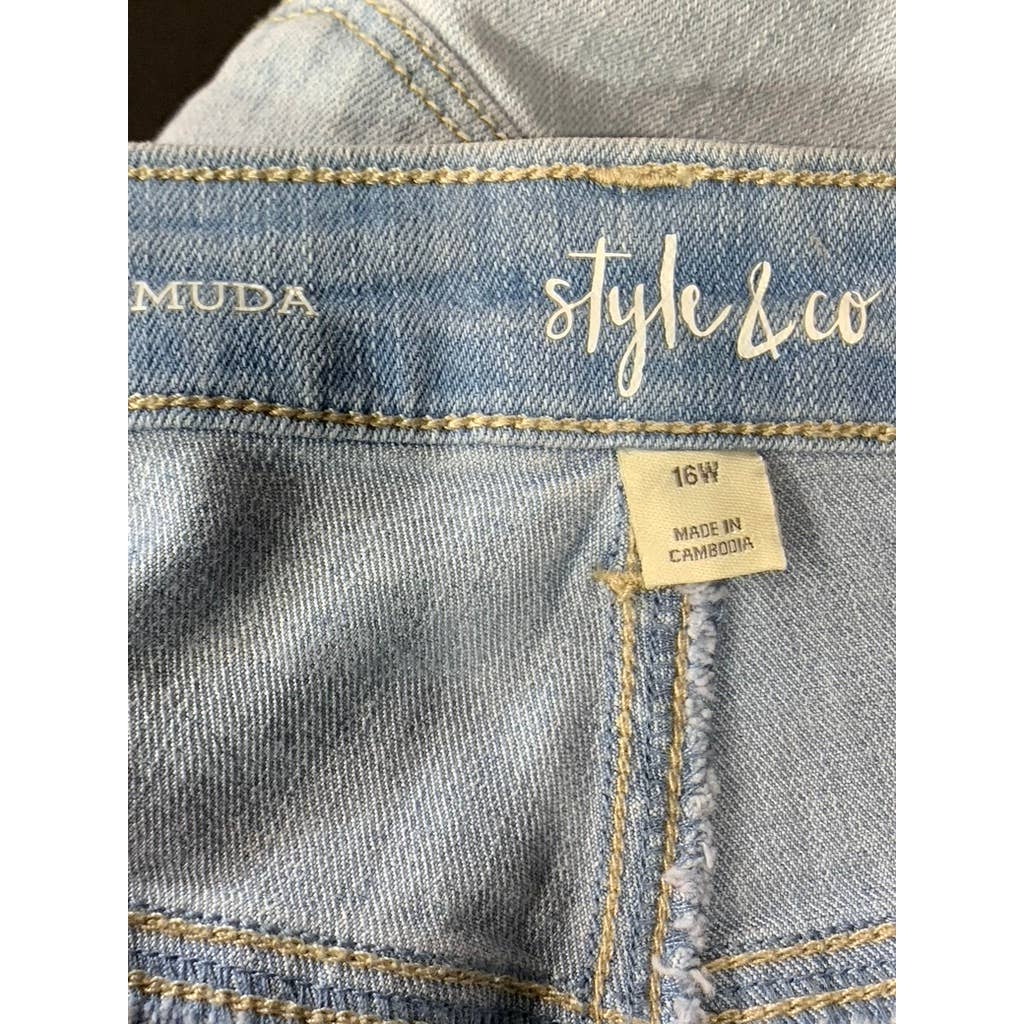 MUDA
style & co
16W
MADE IN
CAMBODIA